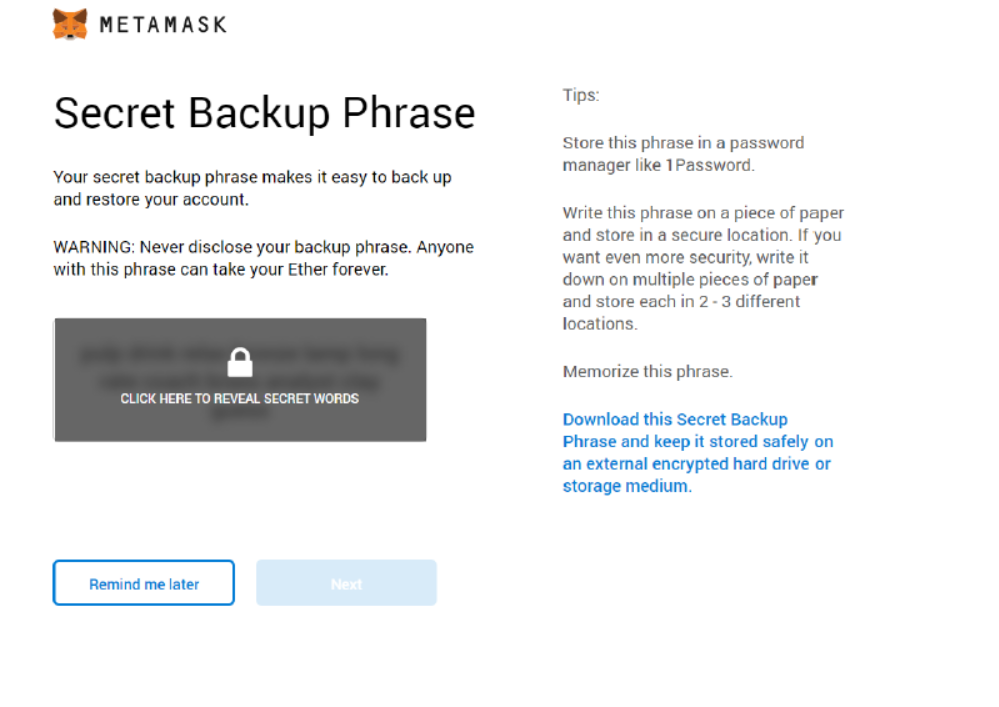 METAMASK
Secret Backup Phrase
Your secret backup phrase makes it easy to back up
and restore your account.
WARNING: Never disclose your backup phrase. Anyone
with this phrase can take your Ether forever.
CLICK HERE TO REVEAL SECRET WORDS
Remind me later
Next
Tips:
Store this phrase in a password
manager like 1Password.
Write this phrase on a piece of paper
and store in a secure location. If you
want even more security, write it
down on multiple pieces of paper
and store each in 2 - 3 different
locations.
Memorize this phrase.
Download this Secret Backup
Phrase and keep it stored safely on
an external encrypted hard drive or
storage medium.